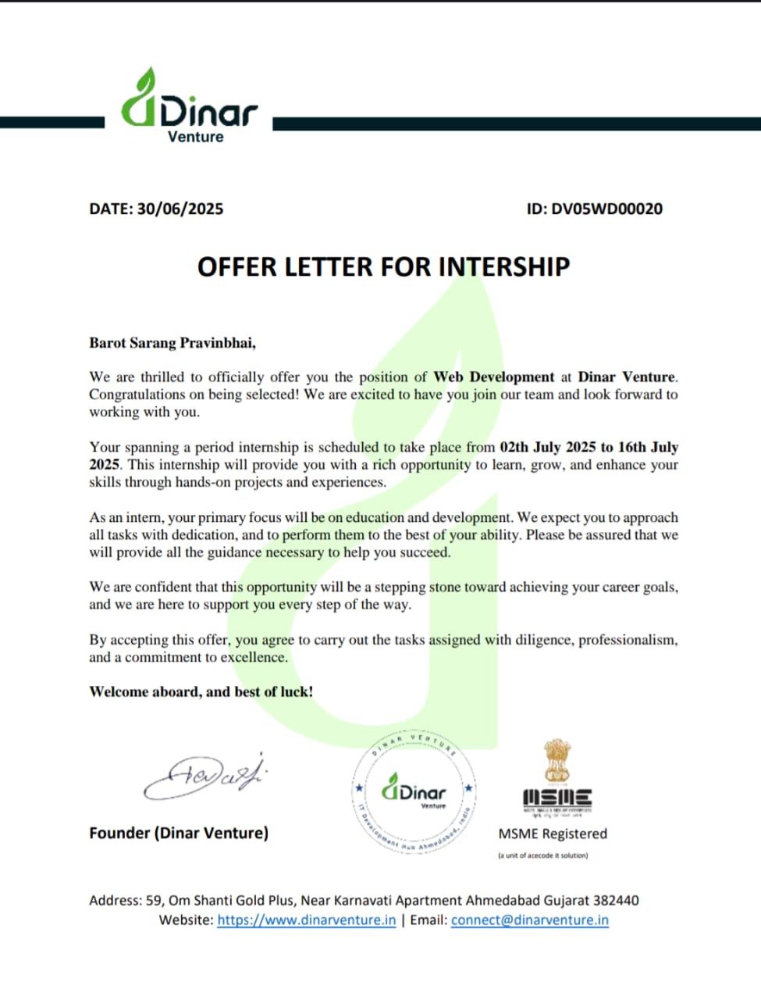 Dinar
Venture
DATE: 30/06/2025
ID: DV05WD00020
OFFER LETTER FOR INTERSHIP
Barot Sarang Pravinbhai,
We are thrilled to officially offer you the position of Web Development at Dinar Venture.
Congratulations on being selected! We are excited to have you join our team and look forward to
working with you.
Your spanning a period internship is scheduled to take place from 02th July 2025 to 16th July
2025. This internship will provide you with a rich opportunity to learn, grow, and enhance your
skills through hands-on projects and experiences.
As an intern, your primary focus will be on education and development. We expect you to approach
all tasks with dedication, and to perform them to the best of your ability. Please be assured that we
will provide all the guidance necessary to help you succeed.
We are confident that this opportunity will be a stepping stone toward achieving your career goals,
and we are here to support you every step of the way.
By accepting this offer, you agree to carry out the tasks assigned with diligence, professionalism,
and a commitment to excellence.
Welcome aboard, and best of luck!
DINAR VENTURE
Dinar
Venture
IT Development Hub Ahmedabad, India
MSME
Founder (Dinar Venture)
MSME Registered
(a unit of acecode it solution)
Address: 59, Om Shanti Gold Plus, Near Karnavati Apartment Ahmedabad Gujarat 382440
Website: https://www.dinarventure.in | Email: connect@dinarventure.in